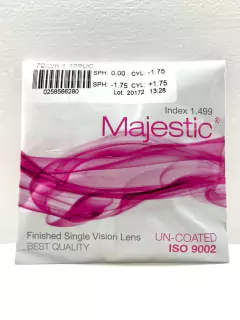 SPH: 0.00 CYL: -1.75
SPH: -1.75 CYL: +1.75
Lot: 20172 13:28
0258566280
Index 1.499
Majestic®
Finished Single Vision Lens
BEST QUALITY
UN-COATED
ISO 9002